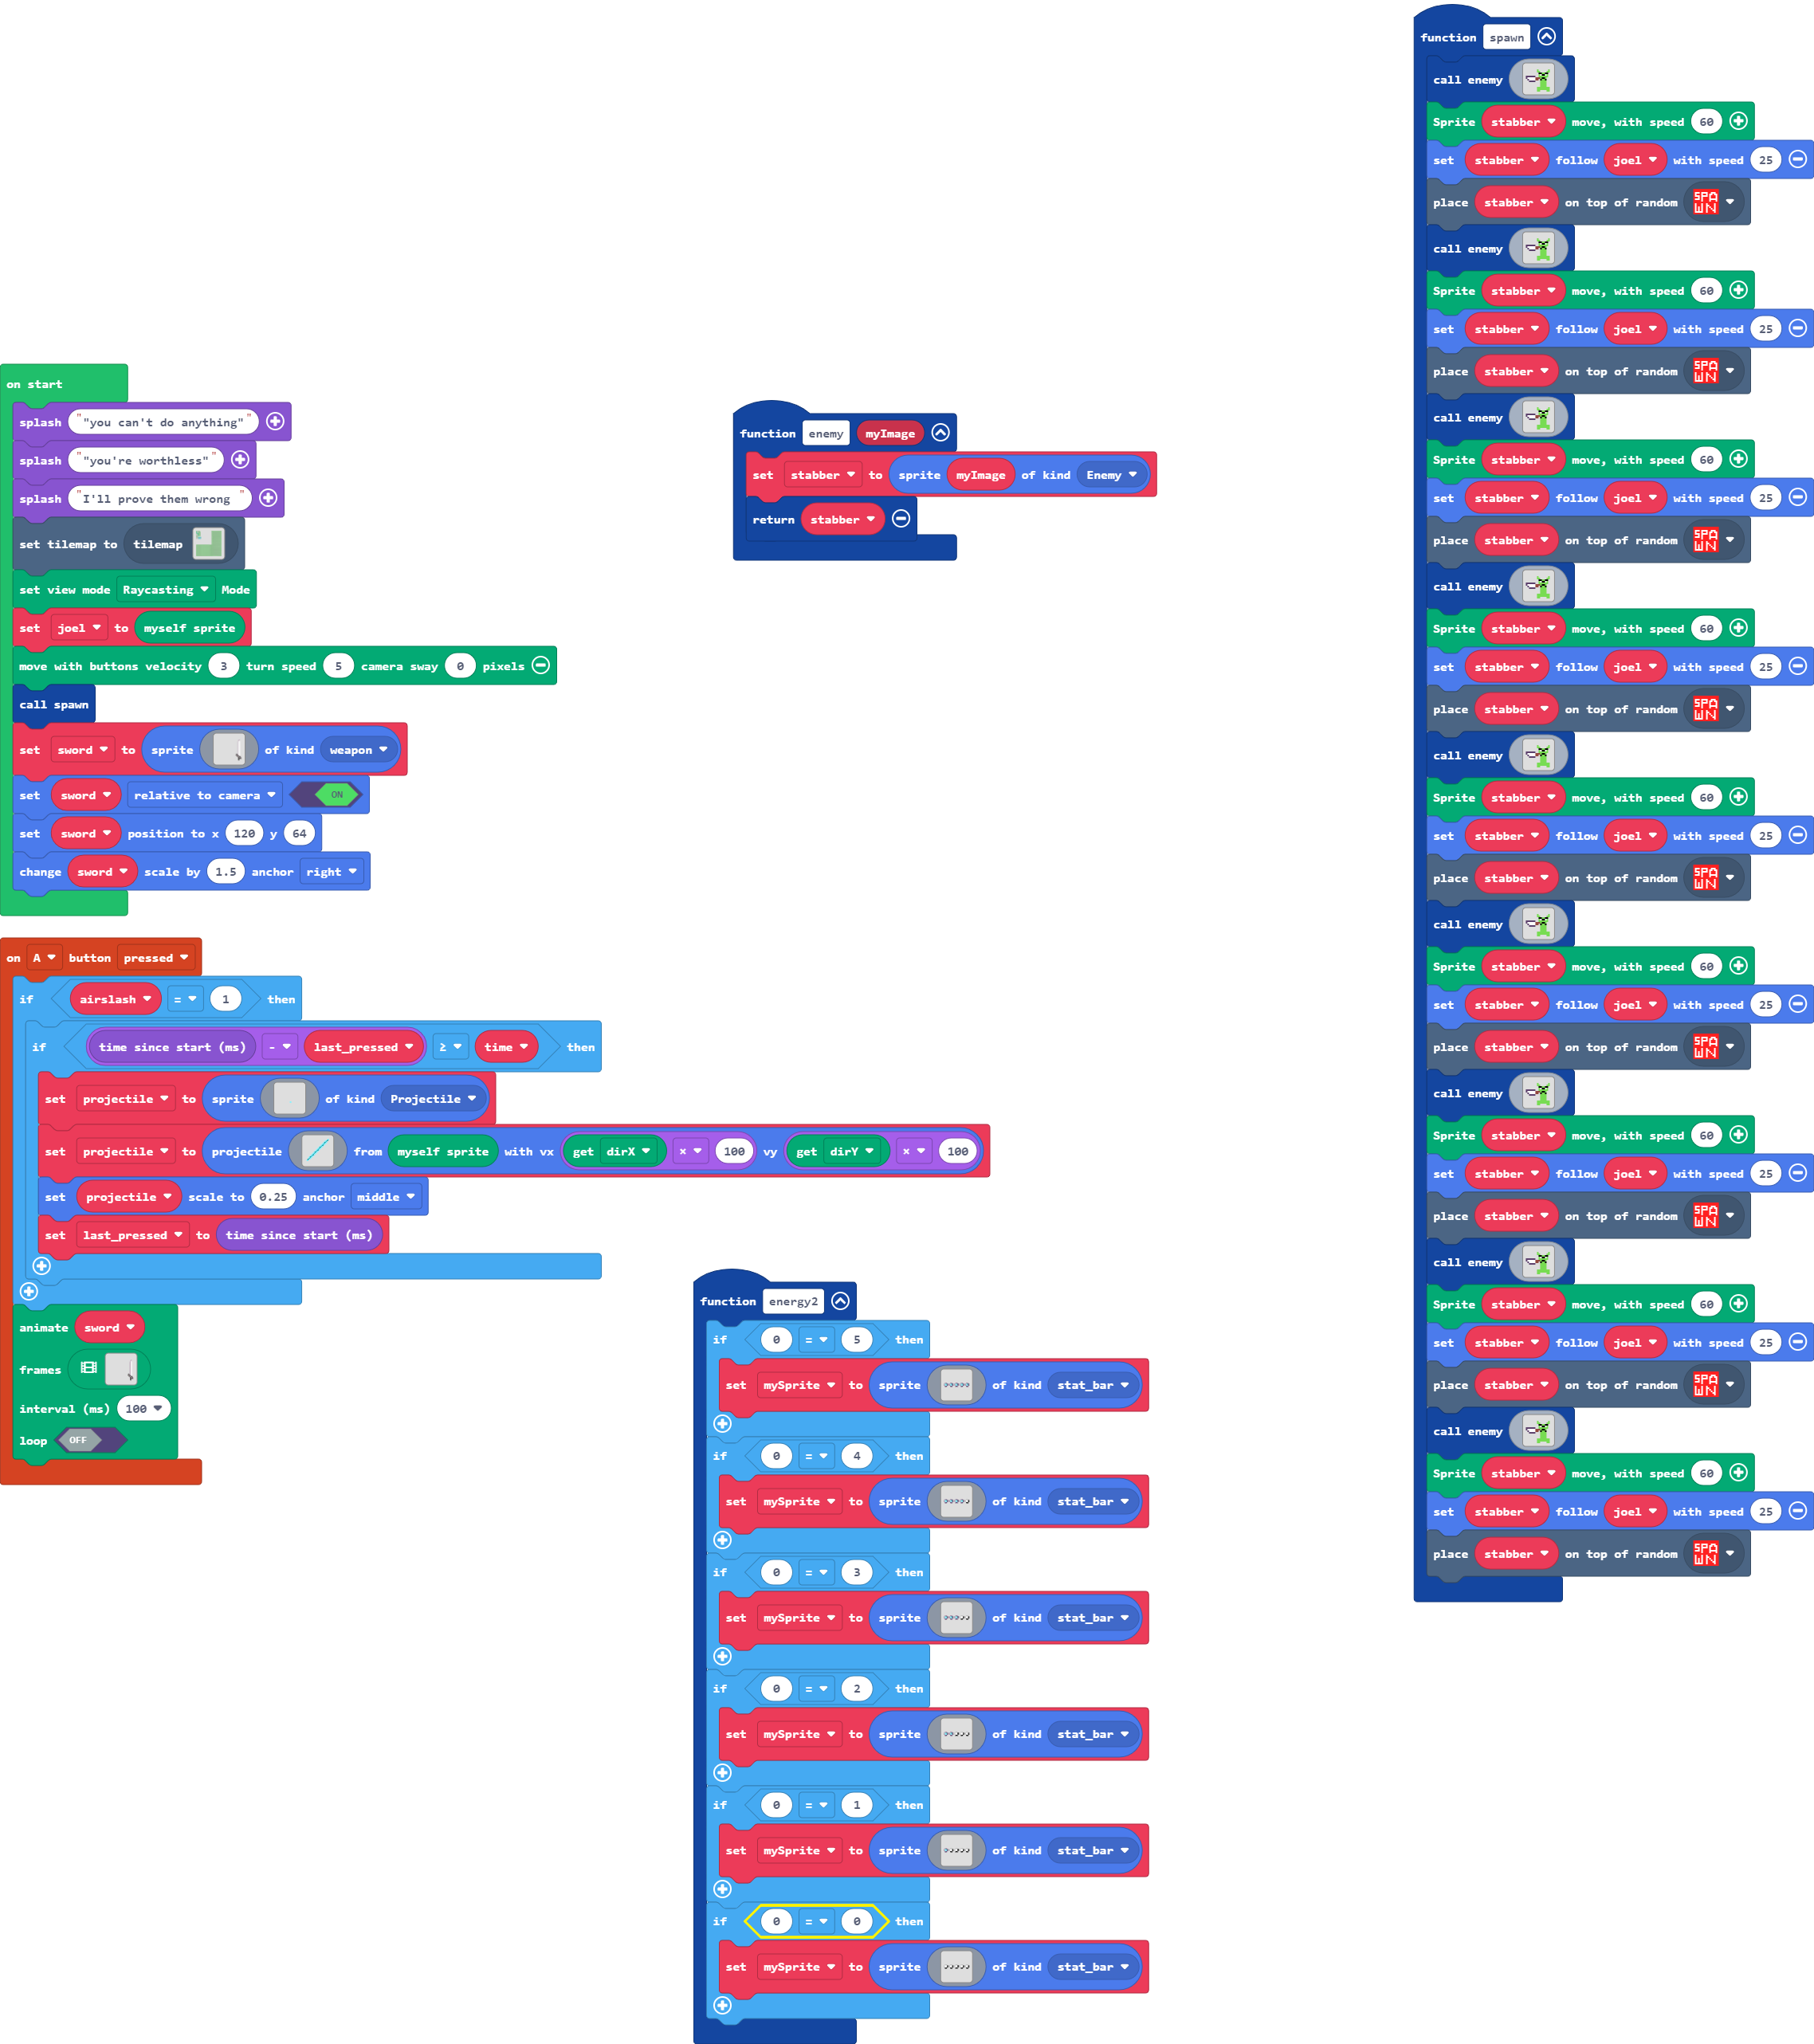 on start
splash ""you can't do anything""
splash ""you're worthless""
splash "I'll prove them wrong "
set tilemap to tilemap
set view mode Raycasting Mode
set joel to myself sprite
move with buttons velocity 3 turn speed 5 camera sway 0 pixels
call spawn
set sword to sprite of kind weapon
set sword relative to camera ON
set sword position to x 120 y 64
change sword scale by 1.5 anchor right
on A button pressed
if airslash = 1 then
if time since start (ms) - last_pressed ≥ time then
set projectile to sprite of kind Projectile
set projectile to projectile from myself sprite with vx get dirX × 100 vy get dirY × 100
set projectile scale to 0.25 anchor middle
set last_pressed to time since start (ms)
animate sword
frames
interval (ms) 100
loop OFF
function enemy myImage
set stabber to sprite myImage of kind Enemy
return stabber
function energy2
if 0 = 5 then
set mySprite to sprite of kind stat_bar
if 0 = 4 then
set mySprite to sprite of kind stat_bar
if 0 = 3 then
set mySprite to sprite of kind stat_bar
if 0 = 2 then
set mySprite to sprite of kind stat_bar
if 0 = 1 then
set mySprite to sprite of kind stat_bar
if 0 = 0 then
set mySprite to sprite of kind stat_bar
function spawn
call enemy
Sprite stabber move, with speed 60
set stabber follow joel with speed 25
place stabber on top of random SPAWN
call enemy
Sprite stabber move, with speed 60
set stabber follow joel with speed 25
place stabber on top of random SPAWN
call enemy
Sprite stabber move, with speed 60
set stabber follow joel with speed 25
place stabber on top of random SPAWN
call enemy
Sprite stabber move, with speed 60
set stabber follow joel with speed 25
place stabber on top of random SPAWN
call enemy
Sprite stabber move, with speed 60
set stabber follow joel with speed 25
place stabber on top of random SPAWN
call enemy
Sprite stabber move, with speed 60
set stabber follow joel with speed 25
place stabber on top of random SPAWN
call enemy
Sprite stabber move, with speed 60
set stabber follow joel with speed 25
place stabber on top of random SPAWN
call enemy
Sprite stabber move, with speed 60
set stabber follow joel with speed 25
place stabber on top of random SPAWN
call enemy
Sprite stabber move, with speed 60
set stabber follow joel with speed 25
place stabber on top of random SPAWN